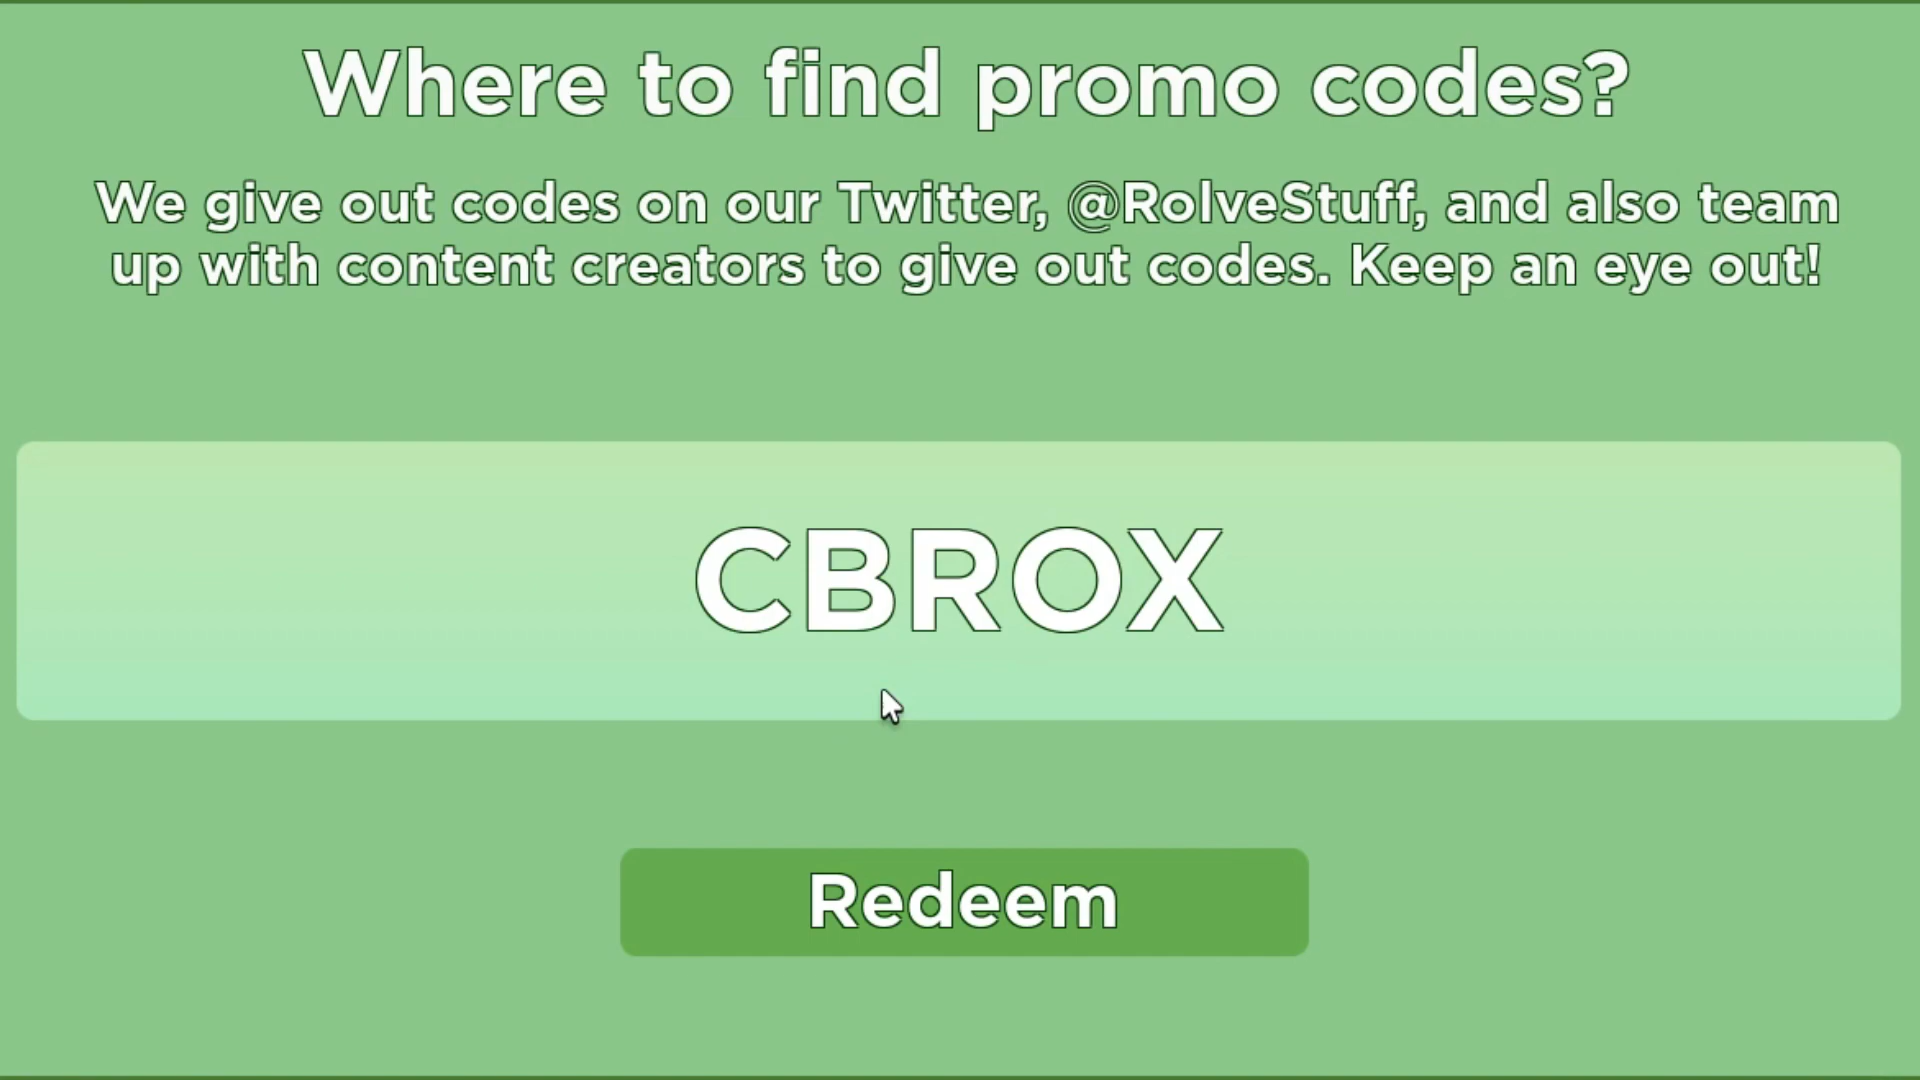 Where to find promo codes?
We give out codes on our Twitter, @RolveStuff, and also team
up with content creators to give out codes. Keep an eye out!
CBROX
Redeem